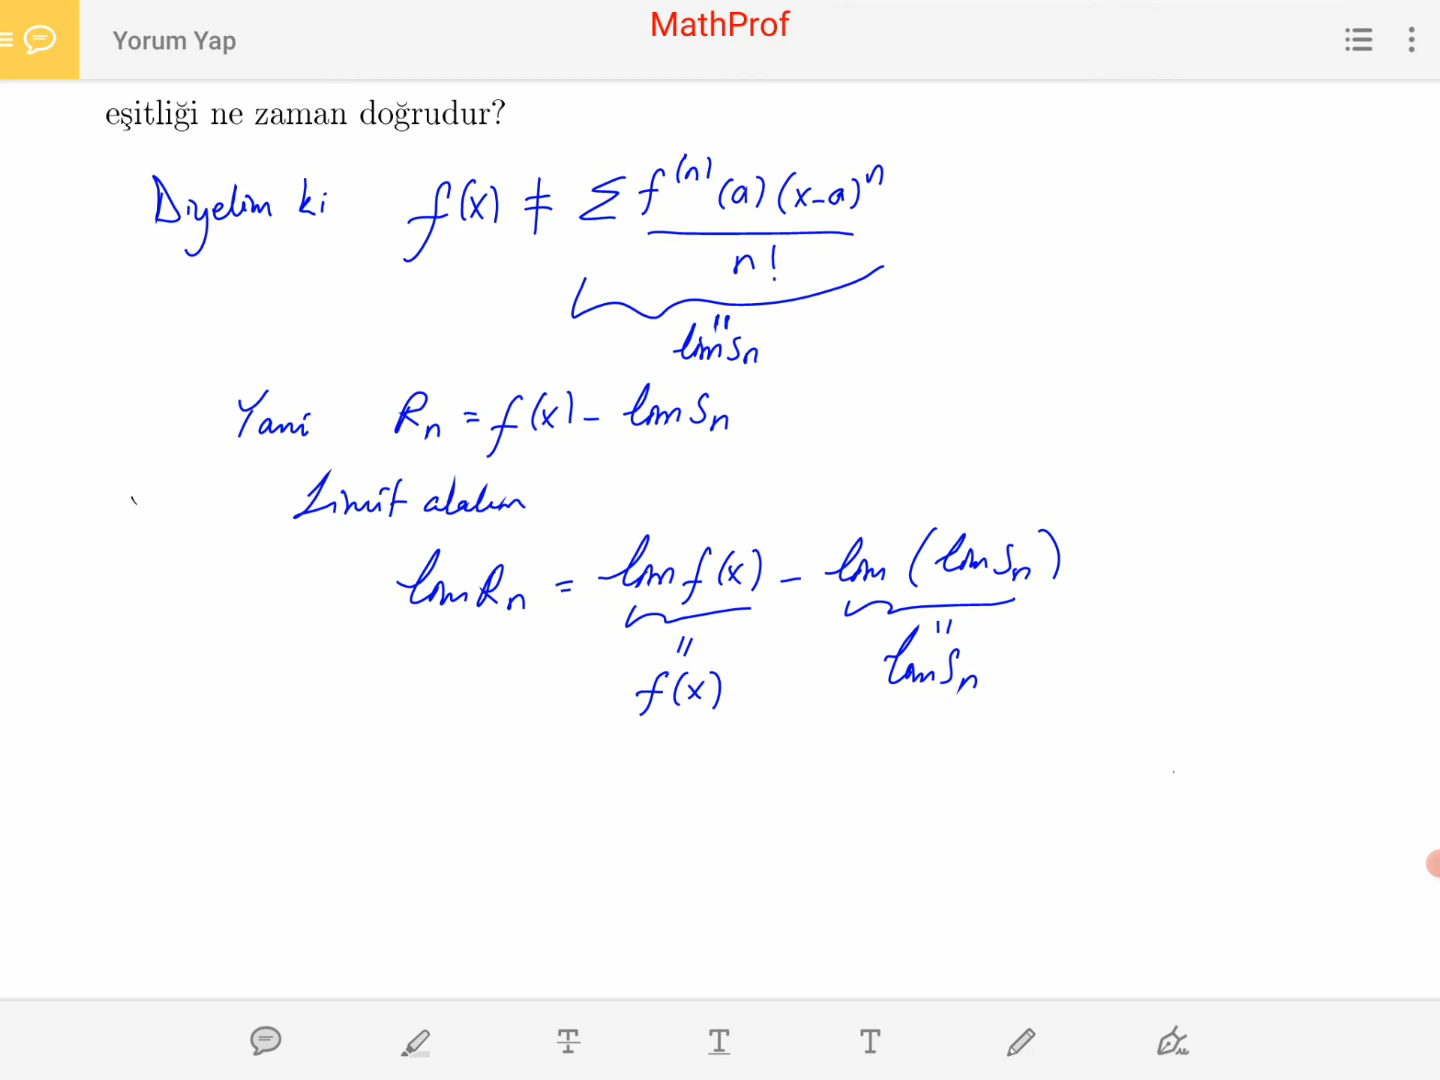 MathProf
Yorum Yap
eşitliği ne zaman doğrudur?
Diyelim ki f(x) ≠ Σ f^(n)(a)(x-a)^n / n!
"
lim Sn
Yani Rn = f(x) - lim Sn
Limit alalım
lim Rn = lim f(x) - lim (lim Sn)
" "
f(x) lim Sn
T T T